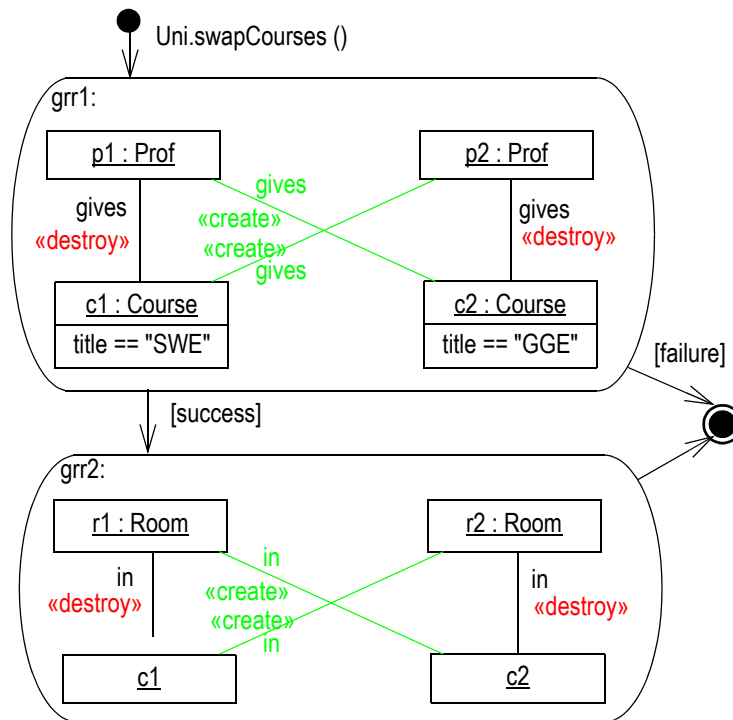 Uni.swapCourses ()
grr1:
p1 : Prof
p2 : Prof
gives
gives
gives
«destroy»
«create»
«create»
«destroy»
gives
c1 : Course
c2 : Course
title == "SWE"
title == "GGE"
[failure]
[success]
grr2:
r1 : Room
r2 : Room
in
in
in
«destroy»
«create»
«create»
«destroy»
in
c1
c2